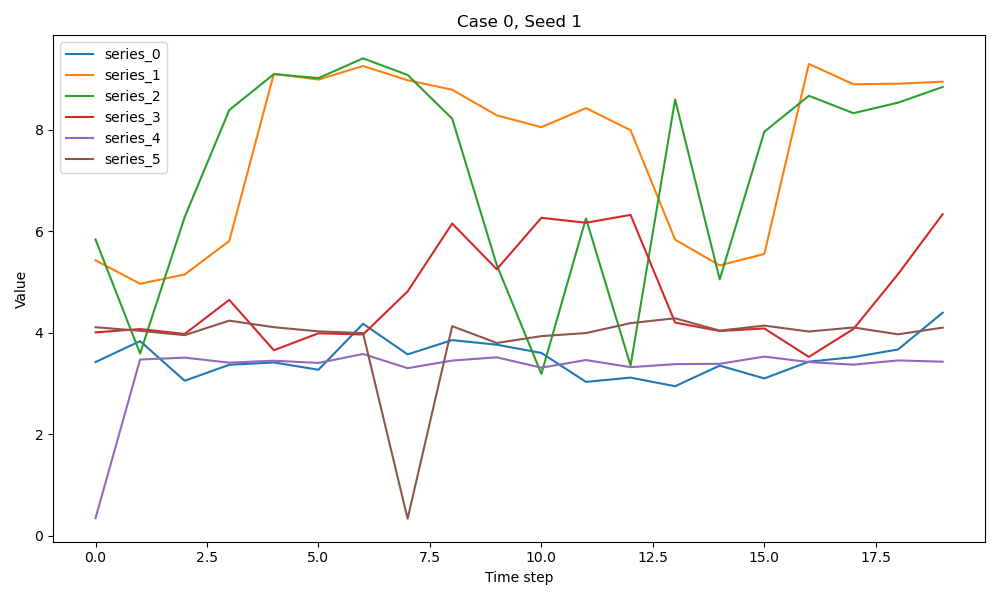 Case 0, Seed 1
series_0
series_1
series_2
series_3
series_4
series_5
Value
8
6
4
2
0
0.0 2.5 5.0 7.5 10.0 12.5 15.0 17.5
Time step